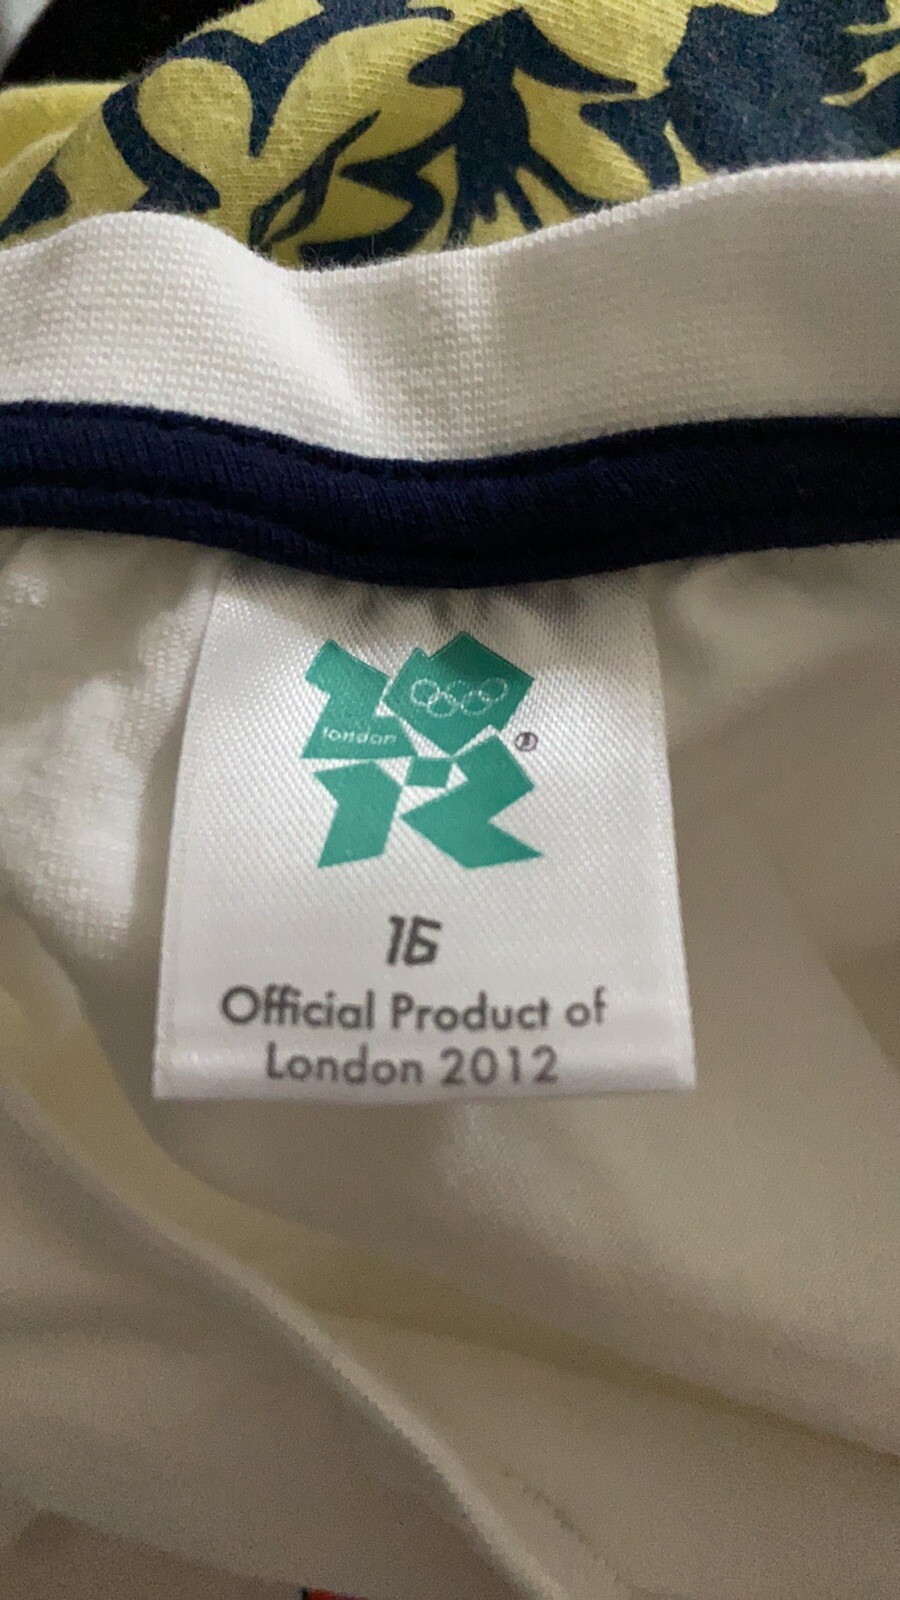 london
®
16
Official Product of
London 2012